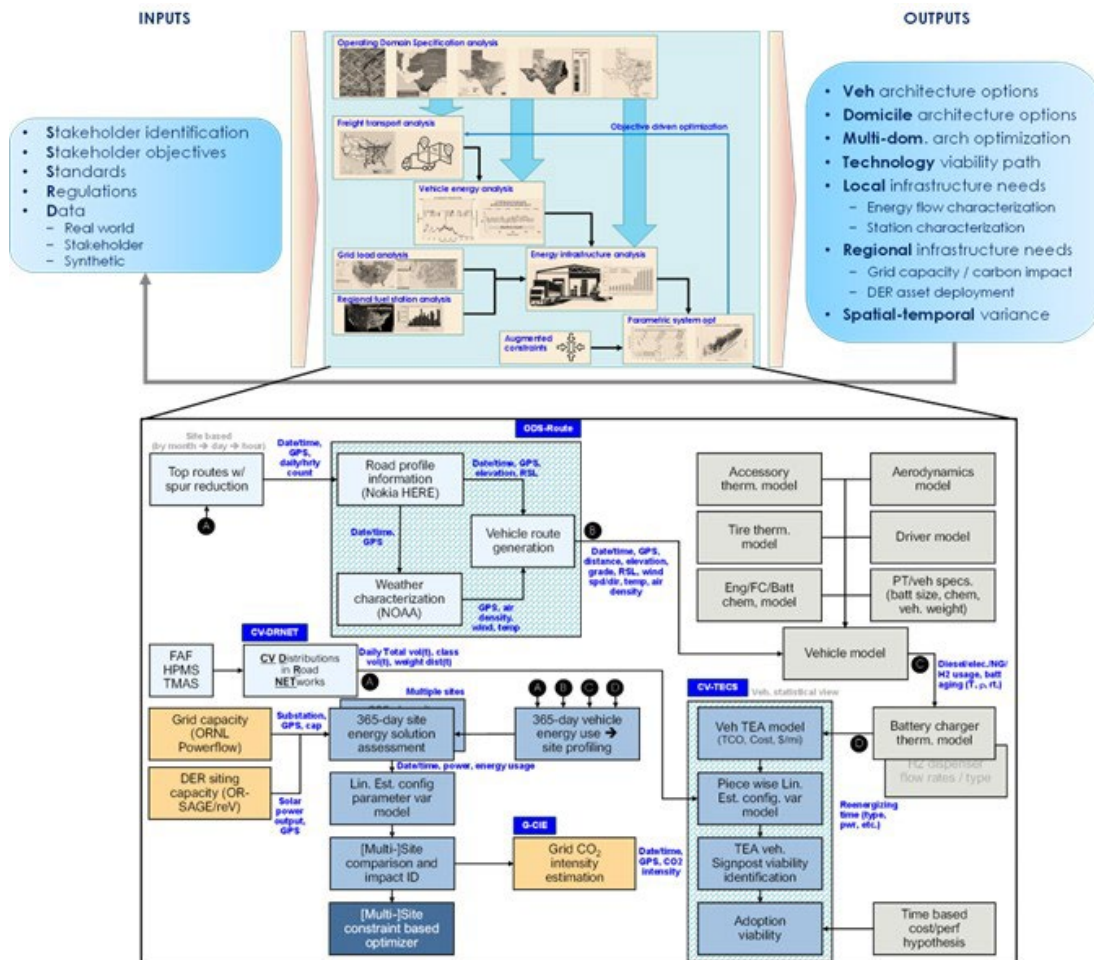 INPUTS
OUTPUTS
Stakeholder identification
Stakeholder objectives
Standards
Regulations
Data
Real world
Stakeholder
Synthetic
Operating Domain Specification analysis
Freight transport analysis
Objective driven optimization
Vehicle energy analysis
Grid load analysis
Energy infrastructure analysis
Regional fuel station analysis
Parametric system opt
Augmented
constraints
Veh architecture options
Domicile architecture options
Multi-dom. arch optimization
Technology viability path
Local infrastructure needs
Energy flow characterization
Station characterization
Regional infrastructure needs
Grid capacity / carbon impact
DER asset deployment
Spatial-temporal variance
ODS-Route
Site based
(by month → day → hour)
Top routes w/
spur reduction
A
Date/time,
GPS,
daily/hrly
count
Road profile
information
(Nokia HERE)
Date/time, GPS,
elevation, RSL
Date/time,
GPS
Weather
characterization
(NOAA)
Vehicle route
generation
GPS, air
density,
wind, temp
B
Date/time, GPS,
distance, elevation,
grade, RSL, wind
spd/dir, temp, air
density
Accessory
therm. model
Aerodynamics
model
Tire therm.
model
Driver model
Eng/FC/Batt
chem, model
PT/veh specs.
(batt size, chem,
veh. weight)
Vehicle model
C
Diesel/elec./NG/
H2 usage, batt
aging (T, ρ, rt.)
CV-DRNET
FAF
HPMS
TMAS
CV Distributions
in Road
NETworks
Daily Total vol(t), class
vol(t), weight dist(t)
A
Multiple sites
Grid capacity
(ORNL
Powerflow)
Substation,
GPS, cap
365-day site
energy solution
assessment
A
B
C
D
365-day vehicle
energy use →
site profiling
DER siting
capacity (OR-
SAGE/reV)
Solar
power
output,
GPS
Date/time, power, energy usage
Lin. Est. config
parameter var
model
[Multi-]Site
comparison and
impact ID
G-CIE
Grid CO2
intensity
estimation
Date/time,
GPS, CO2
intensity
[Multi-]Site
constraint based
optimizer
CV-TECS
Veh. statistical view
Veh TEA model
(TCO, Cost, $/mi)
D
Battery charger
therm. model
H2 dispenser
flow rates / type
Reenergizing
time (type,
pwr, etc.)
Piece wise Lin.
Est. config. var
model
TEA veh.
Signpost viability
identification
Adoption
viability
Time based
cost/perf
hypothesis